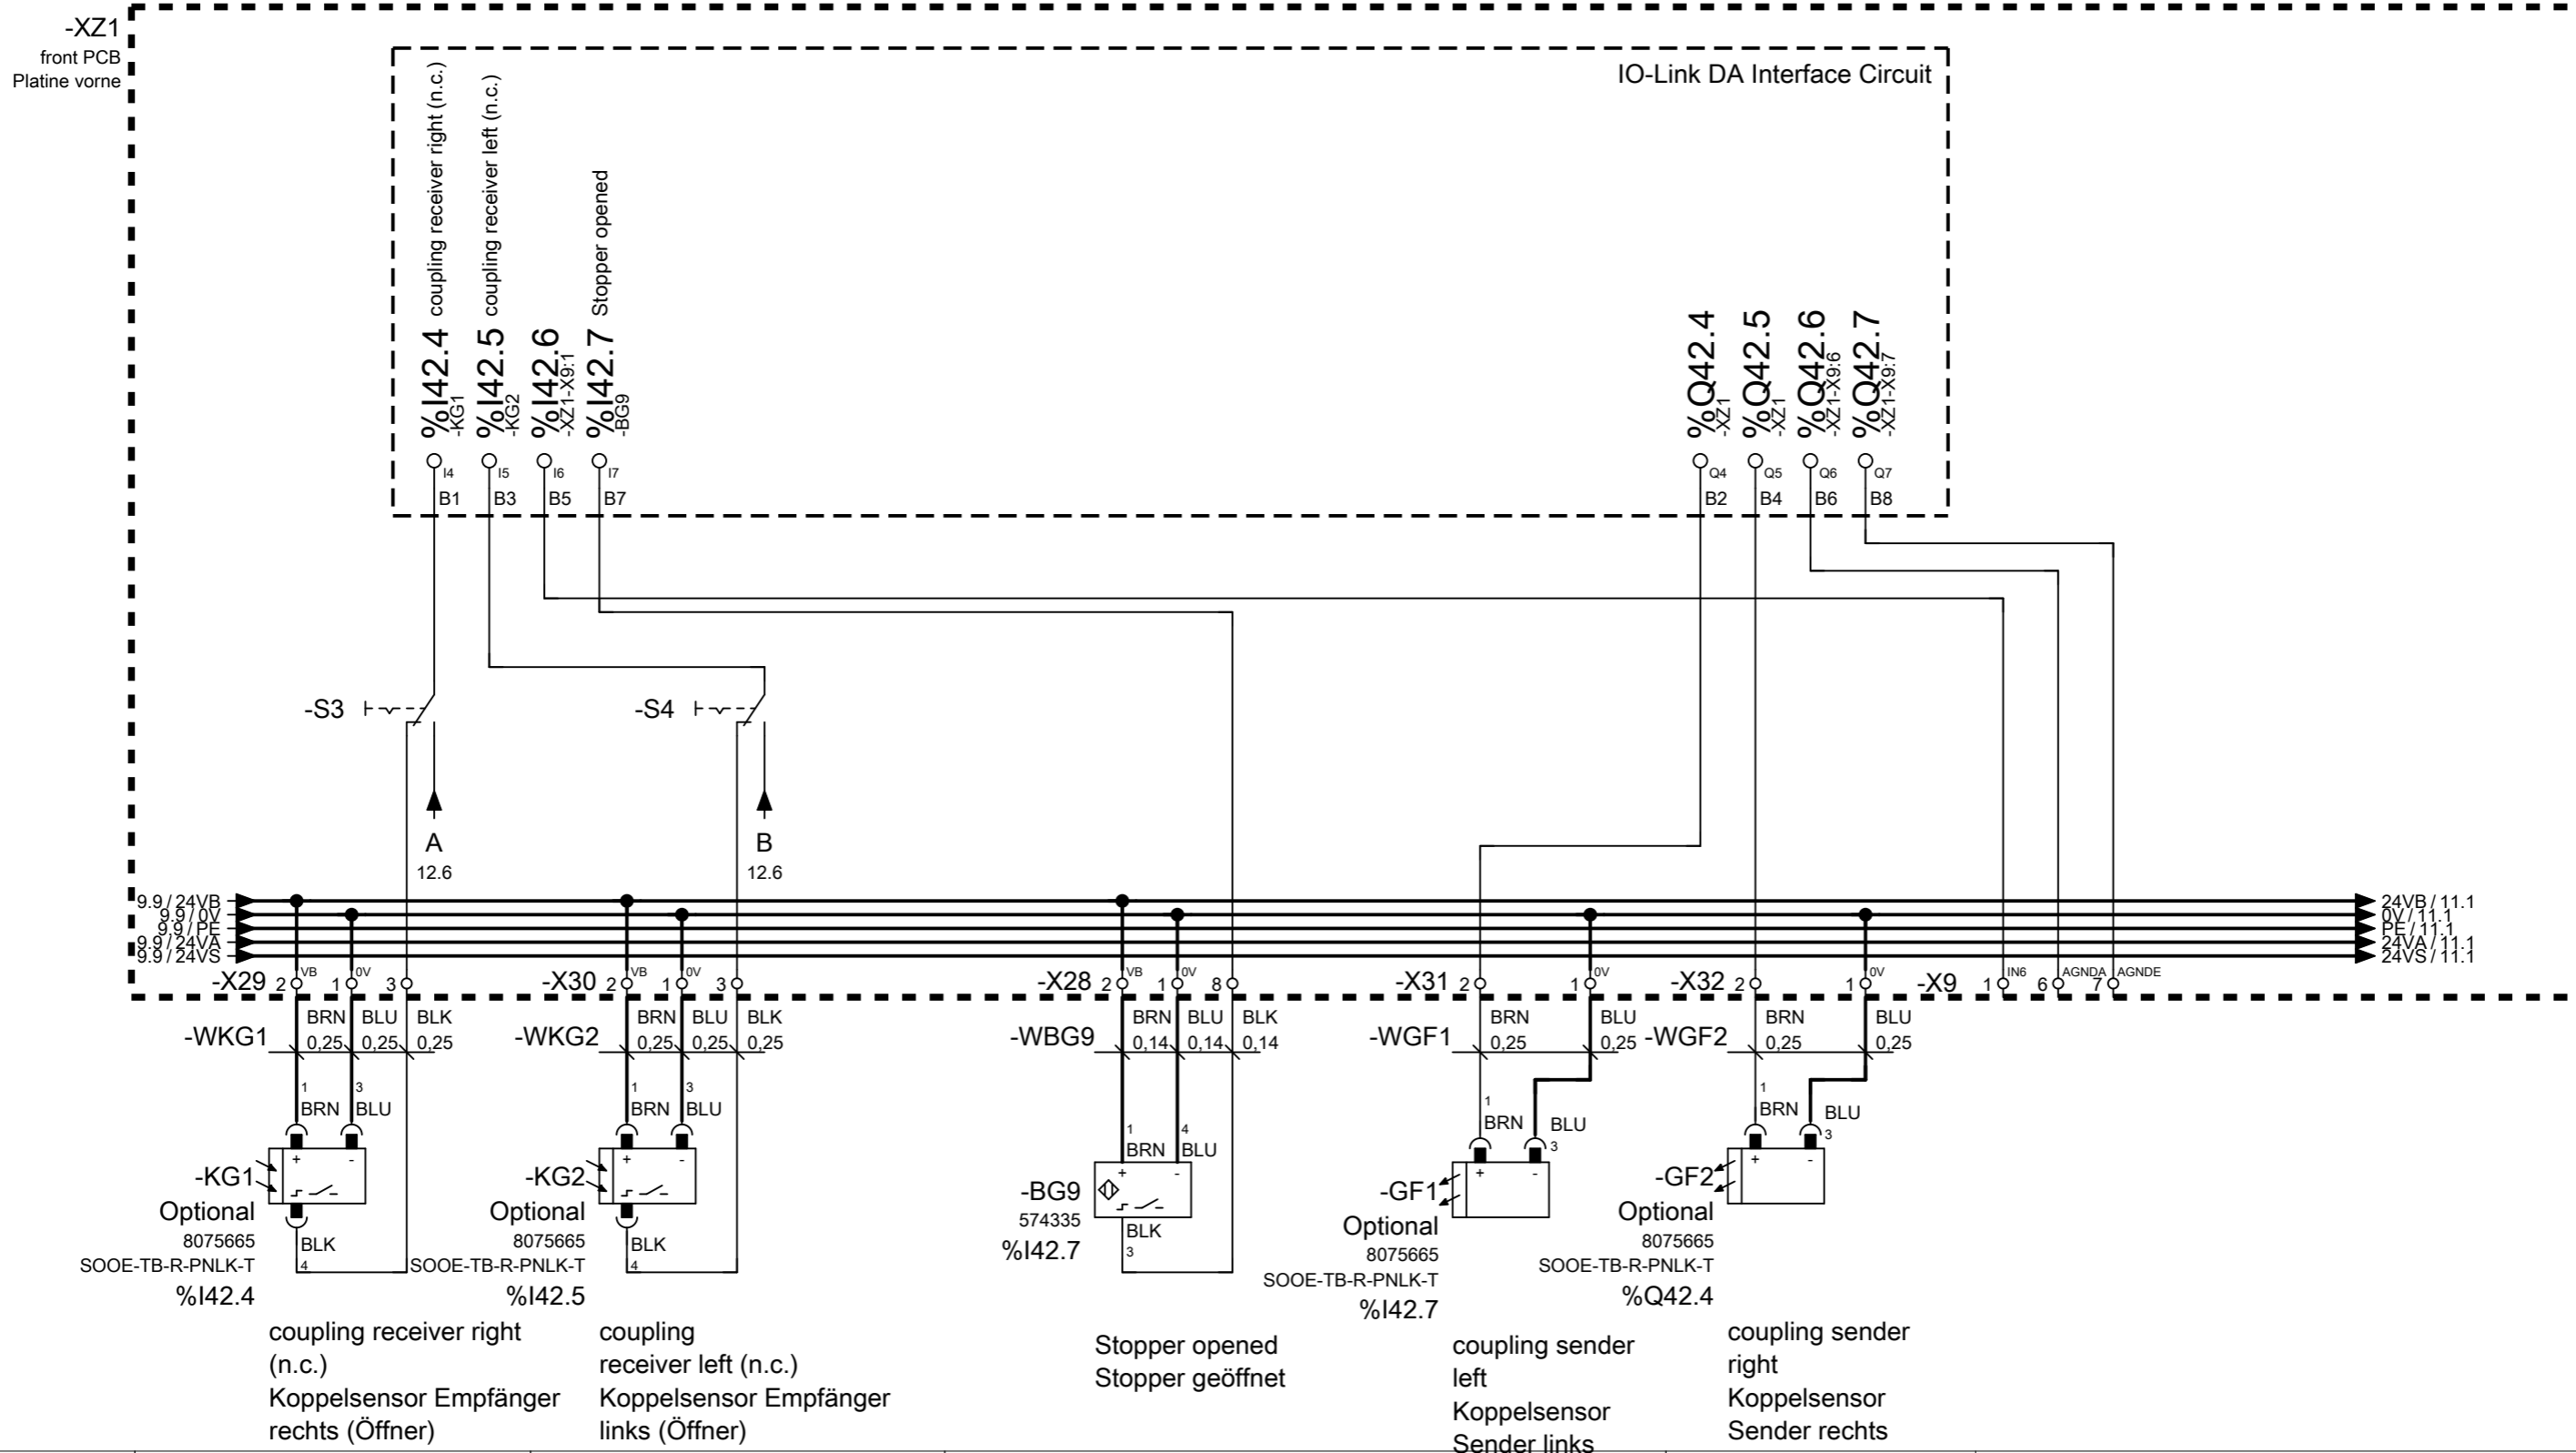 -XZ1
front PCB
Platine vorne
IO-Link DA Interface Circuit
%I42.4 coupling receiver right (n.c.)
-KG1
%I42.5 coupling receiver left (n.c.)
-KG2
%I42.6
-XZ1-X9:1
%I42.7 Stopper opened
-BG9
%Q42.4
-XZ1
%Q42.5
-XZ1
%Q42.6
-XZ1-X9:6
%Q42.7
-XZ1-X9:7
I4 I5 I6 I7 Q4 Q5 Q6 Q7
B1 B3 B5 B7 B2 B4 B6 B8
-S3 -S4
A B
12.6 12.6
9.9 / 24VB 24VB / 11.1
9.9 / 0V 0V / 11.1
9.9 / PE PE / 11.1
9.9 / 24VA 24VA / 11.1
9.9 / 24VS 24VS / 11.1
VB 0V VB 0V VB 0V 0V 0V IN6 AGNDA AGNDE
-X29 2 1 3 -X30 2 1 3 -X28 2 1 8 -X31 2 1 -X32 2 1 -X9 1 6 7
BRN BLU BLK BRN BLU BLK BRN BLU BLK BRN BLU BRN BLU
-WKG1 0,25 0,25 0,25 -WKG2 0,25 0,25 0,25 -WBG9 0,14 0,14 0,14 -WGF1 0,25 0,25 -WGF2 0,25 0,25
1 3
BRN BLU
+ -
-KG1
Optional
8075665
SOOE-TB-R-PNLK-T
%I42.4
BLK
4
coupling receiver right
(n.c.)
Koppelsensor Empfänger
rechts (Öffner)
1 3
BRN BLU
+ -
-KG2
Optional
8075665
SOOE-TB-R-PNLK-T
%I42.5
BLK
4
coupling
receiver left (n.c.)
Koppelsensor Empfänger
links (Öffner)
1 4
BRN BLU
+ -
-BG9
574335
%I42.7
BLK
3
Stopper opened
Stopper geöffnet
1
BRN BLU
3
+ -
-GF1
Optional
8075665
SOOE-TB-R-PNLK-T
%I42.7
coupling sender
left
Koppelsensor
Sender links
1
BRN BLU
3
+ -
-GF2
Optional
8075665
SOOE-TB-R-PNLK-T
%Q42.4
coupling sender
right
Koppelsensor
Sender rechts